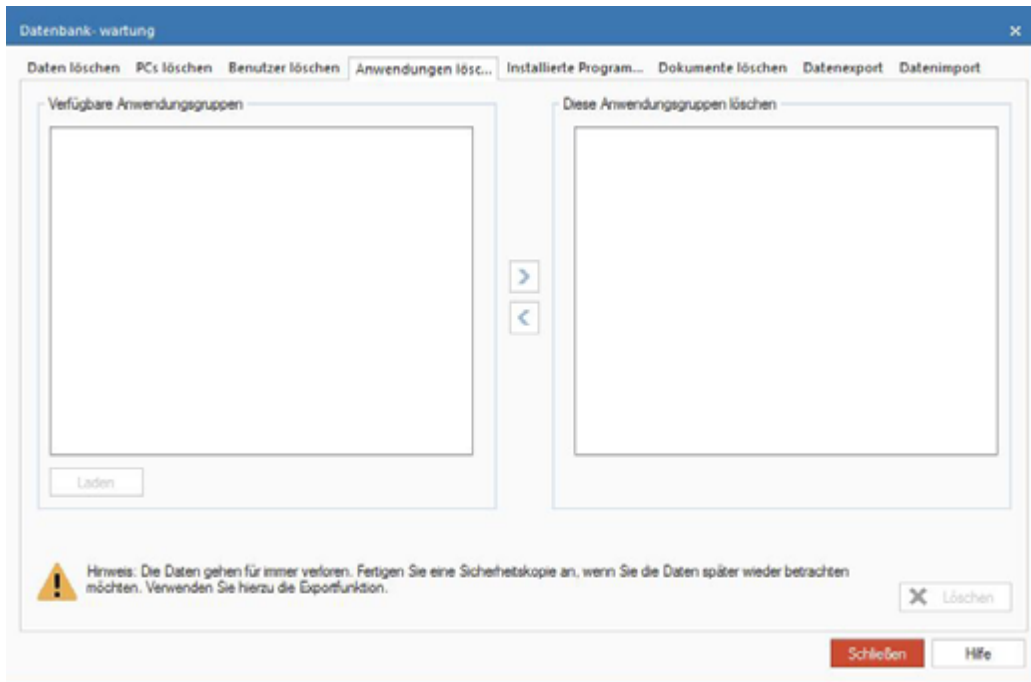 Datenbank- wartung
Daten löschen PCs löschen Benutzer löschen Anwendungen lösc... Installierte Program... Dokumente löschen Datenexport Datenimport
Verfügbare Anwendungsgruppen
Diese Anwendungsgruppen löschen
Laden
Hinweis: Die Daten gehen für immer verloren. Fertigen Sie eine Sicherheitskopie an, wenn Sie die Daten später wieder betrachten
möchten. Verwenden Sie hierzu die Exportfunktion.
Löschen
Schließen Hilfe